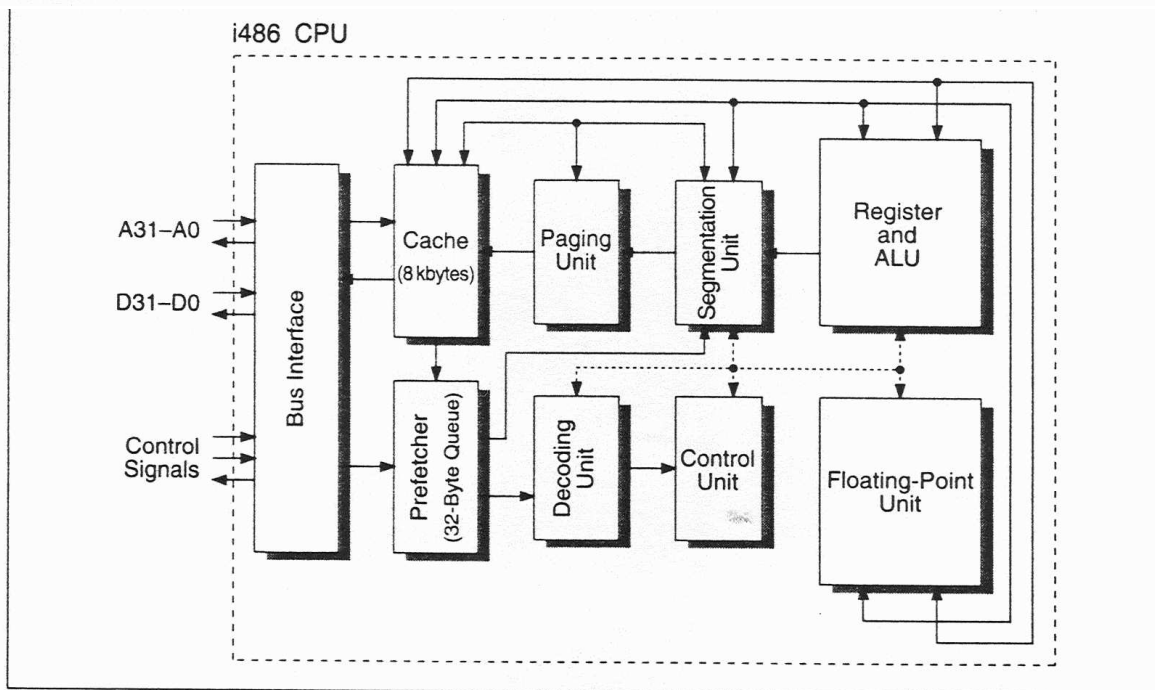 i486 CPU
A31–A0
D31–D0
Control
Signals
Bus Interface
Cache
(8 kbytes)
Prefetcher
(32-Byte Queue)
Paging
Unit
Segmentation
Unit
Register
and
ALU
Decoding
Unit
Control
Unit
Floating-Point
Unit